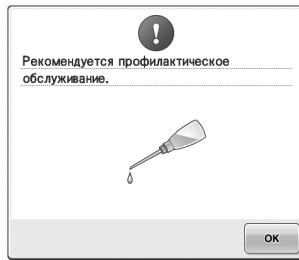 Рекомендуется профилактическое
обслуживание.
OK